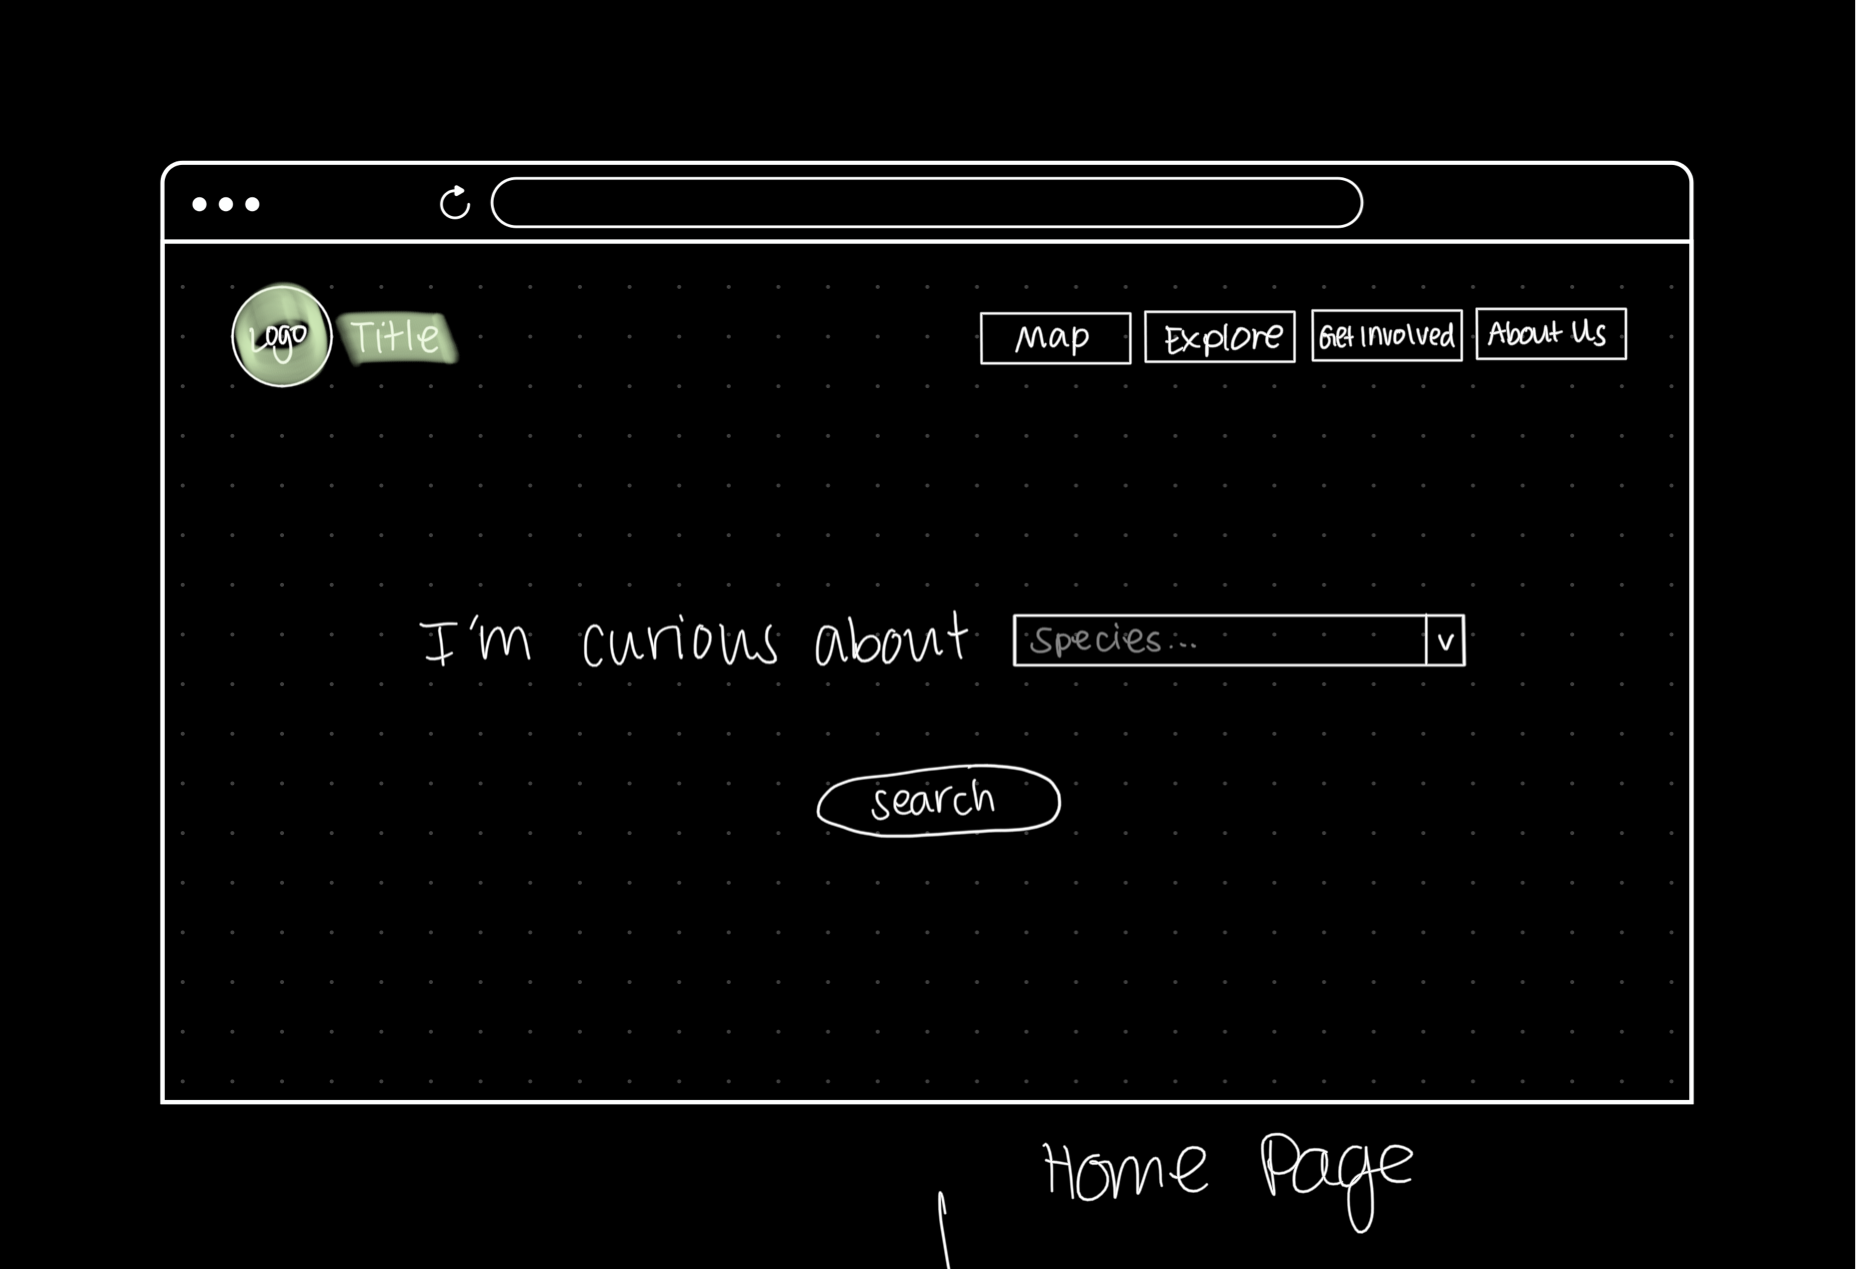 Logo Title Map Explore Get Involved About Us
I'm curious about Species... v
search
Home Page